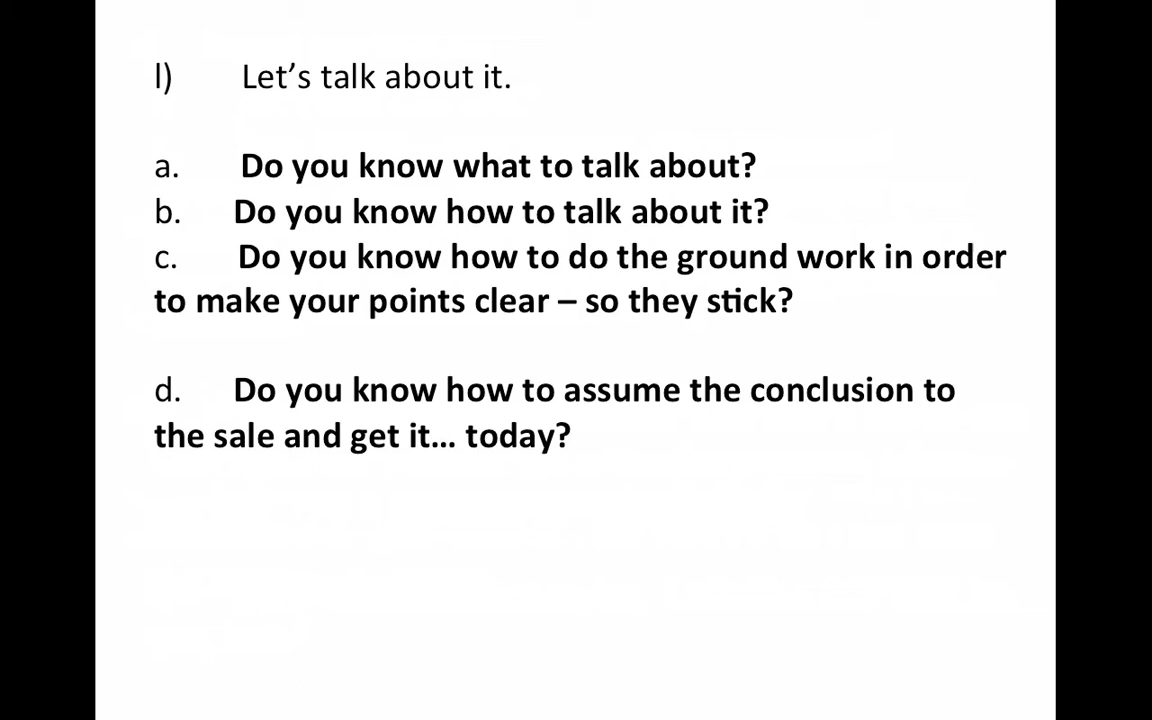 l) Let’s talk about it.
a. Do you know what to talk about?
b. Do you know how to talk about it?
c. Do you know how to do the ground work in order
to make your points clear – so they stick?
d. Do you know how to assume the conclusion to
the sale and get it... today?